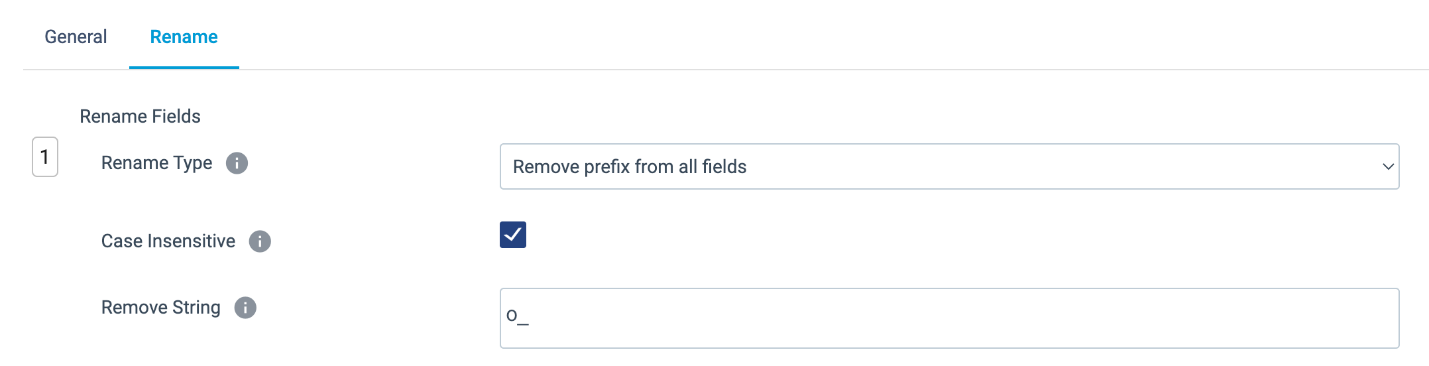 General Rename
Rename Fields
1
Rename Type
Remove prefix from all fields
Case Insensitive
Remove String
o_